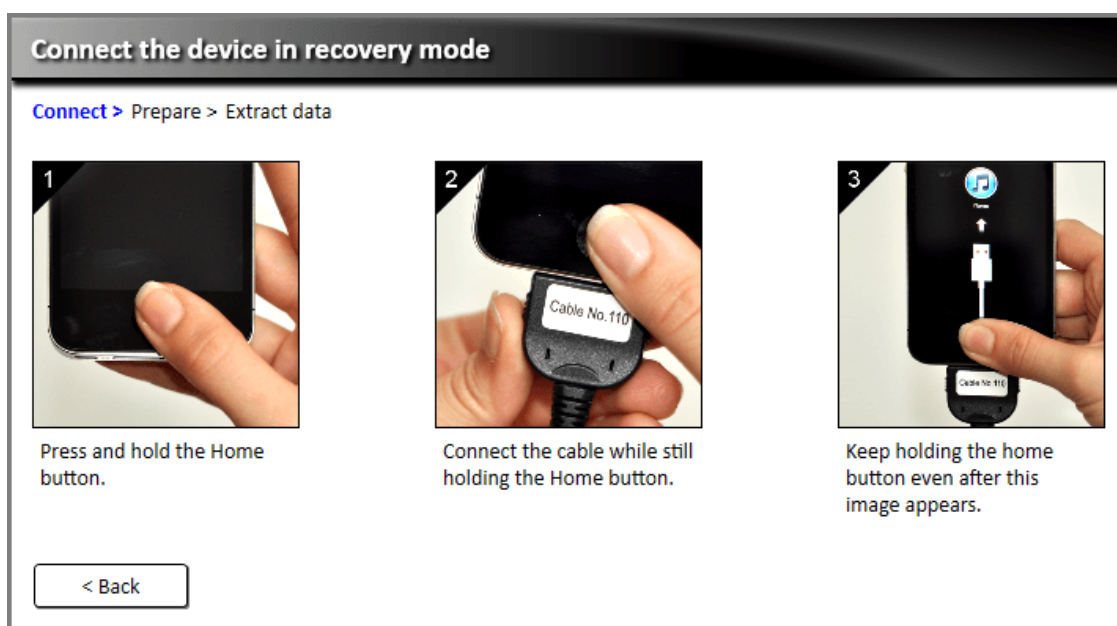 Connect the device in recovery mode
Connect > Prepare > Extract data
1
2
3
Cable No.110
iTunes
Cable No.110
Press and hold the Home
button.
Connect the cable while still
holding the Home button.
Keep holding the home
button even after this
image appears.
< Back